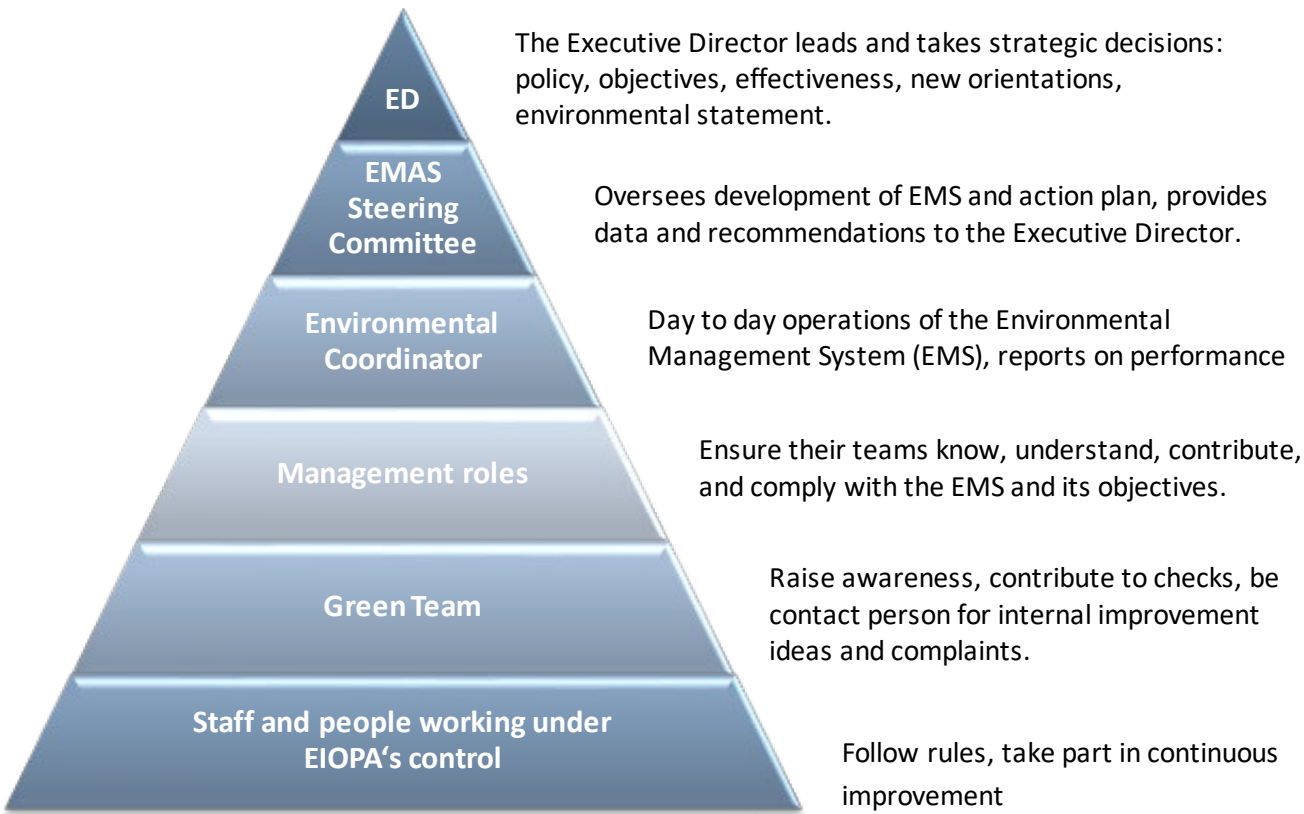 ED
The Executive Director leads and takes strategic decisions:
policy, objectives, effectiveness, new orientations,
environmental statement.
EMAS
Steering
Committee
Oversees development of EMS and action plan, provides
data and recommendations to the Executive Director.
Environmental
Coordinator
Day to day operations of the Environmental
Management System (EMS), reports on performance
Management roles
Ensure their teams know, understand, contribute,
and comply with the EMS and its objectives.
Green Team
Raise awareness, contribute to checks, be
contact person for internal improvement
ideas and complaints.
Staff and people working under
EIOPA‘s control
Follow rules, take part in continuous
improvement